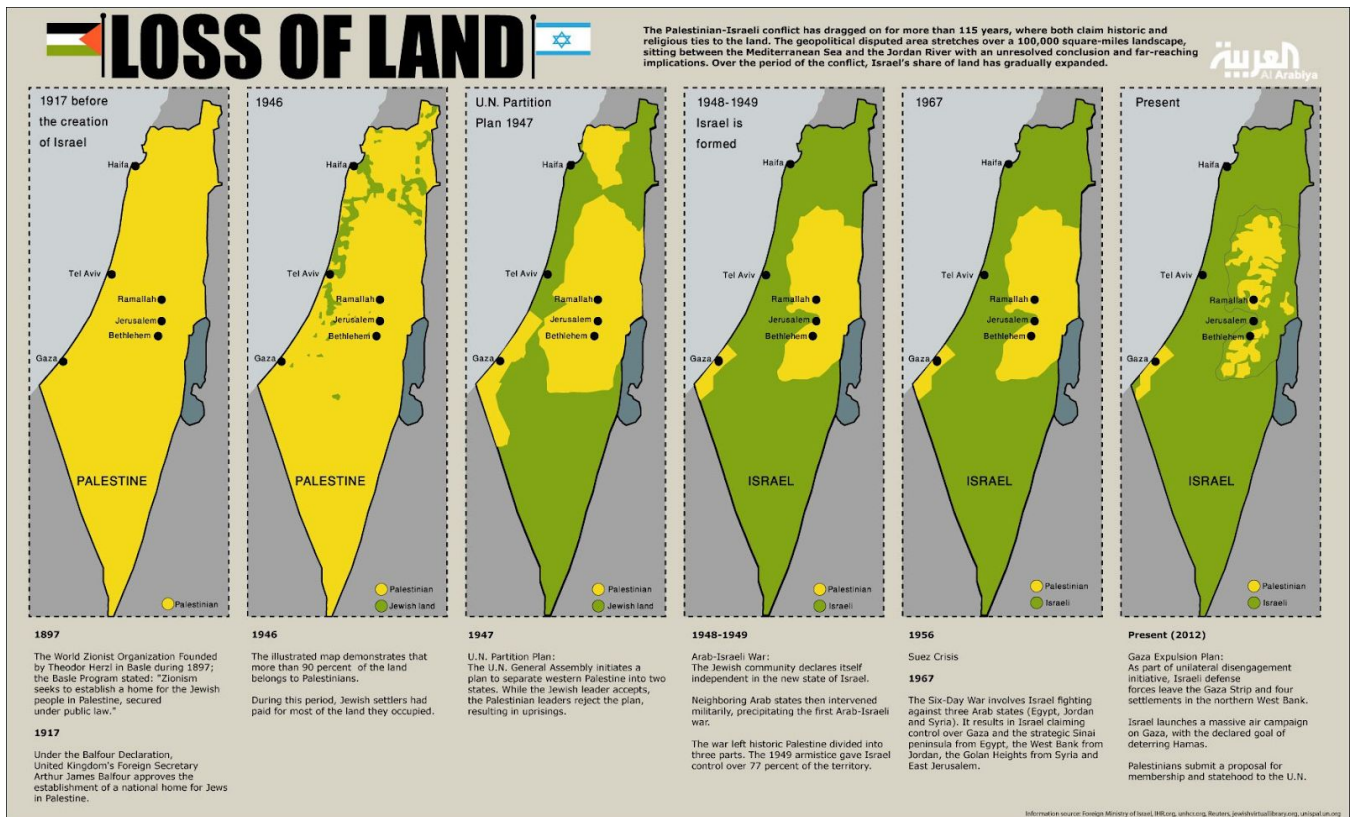 LOSS OF LAND
The Palestinian-Israeli conflict has dragged on for more than 115 years, where both claim historic and
religious ties to the land. The geopolitical disputed area stretches over a 100,000 square-miles landscape,
sitting between the Mediterranean Sea and the Jordan River with an unresolved conclusion and far-reaching
implications. Over the period of the conflict, Israel's share of land has gradually expanded.
العربية
Al Arabiya
1917 before
the creation
of Israel
Haifa
Tel Aviv
Ramallah
Jerusalem
Bethlehem
Gaza
PALESTINE
Palestinian
1946
Haifa
Tel Aviv
Ramallah
Jerusalem
Bethlehem
Gaza
PALESTINE
Palestinian
Jewish land
U.N. Partition
Plan 1947
Haifa
Tel Aviv
Ramallah
Jerusalem
Bethlehem
Gaza
Palestinian
Jewish land
1948-1949
Israel is
formed
Haifa
Tel Aviv
Ramallah
Jerusalem
Bethlehem
Gaza
ISRAEL
Palestinian
Israeli
1967
Haifa
Tel Aviv
Ramallah
Jerusalem
Bethlehem
Gaza
ISRAEL
Palestinian
Israeli
Present
Haifa
Tel Aviv
Ramallah
Jerusalem
Bethlehem
Gaza
ISRAEL
Palestinian
Israeli
1897
The World Zionist Organization Founded
by Theodor Herzl in Basle during 1897;
the Basle Program stated: "Zionism
seeks to establish a home for the Jewish
people in Palestine, secured
under public law."
1917
Under the Balfour Declaration,
United Kingdom's Foreign Secretary
Arthur James Balfour approves the
establishment of a national home for Jews
in Palestine.
1946
The illustrated map demonstrates that
more than 90 percent of the land
belongs to Palestinians.
During this period, Jewish settlers had
paid for most of the land they occupied.
1947
U.N. Partition Plan:
The U.N. General Assembly initiates a
plan to separate western Palestine into two
states. While the Jewish leader accepts,
the Palestinian leaders reject the plan,
resulting in uprisings.
1948-1949
Arab-Israeli War:
The Jewish community declares itself
independent in the new state of Israel.
Neighboring Arab states then intervened
militarily, precipitating the first Arab-Israeli
war.
The war left historic Palestine divided into
three parts. The 1949 armistice gave Israel
control over 77 percent of the territory.
1956
Suez Crisis
1967
The Six-Day War involves Israel fighting
against three Arab states (Egypt, Jordan
and Syria). It results in Israel claiming
control over Gaza and the strategic Sinai
peninsula from Egypt, the West Bank from
Jordan, the Golan Heights from Syria and
East Jerusalem.
Present (2012)
Gaza Expulsion Plan:
As part of unilateral disengagement
initiative, Israeli defense
forces leave the Gaza Strip and four
settlements in the northern West Bank.
Israel launches a massive air campaign
on Gaza, with the declared goal of
deterring Hamas.
Palestinians submit a proposal for
membership and statehood to the U.N.
Information source: Foreign Ministry of Israel, IHR.org, unhcr.org, Reuters, jewishvirtuallibrary.org, unispal.un.org